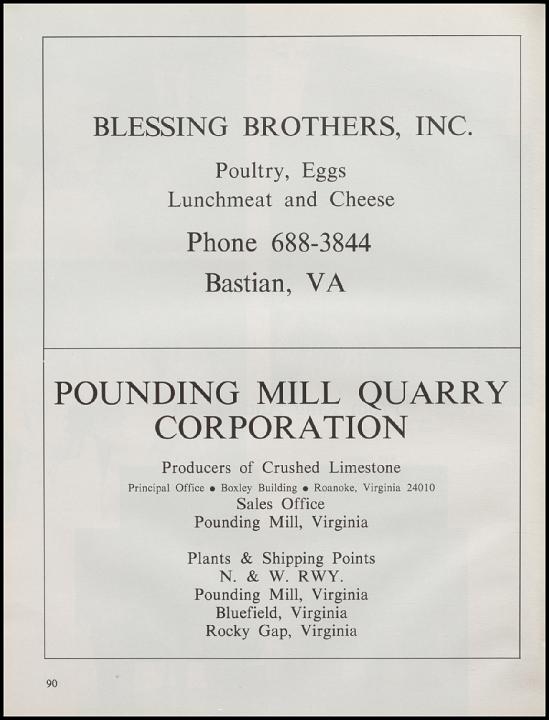 BLESSING BROTHERS, INC.
Poultry, Eggs
Lunchmeat and Cheese
Phone 688-3844
Bastian, VA
POUNDING MILL QUARRY
CORPORATION
Producers of Crushed Limestone
Principal Office ● Boxley Building ● Roanoke, Virginia 24010
Sales Office
Pounding Mill, Virginia
Plants & Shipping Points
N. & W. RWY.
Pounding Mill, Virginia
Bluefield, Virginia
Rocky Gap, Virginia
90